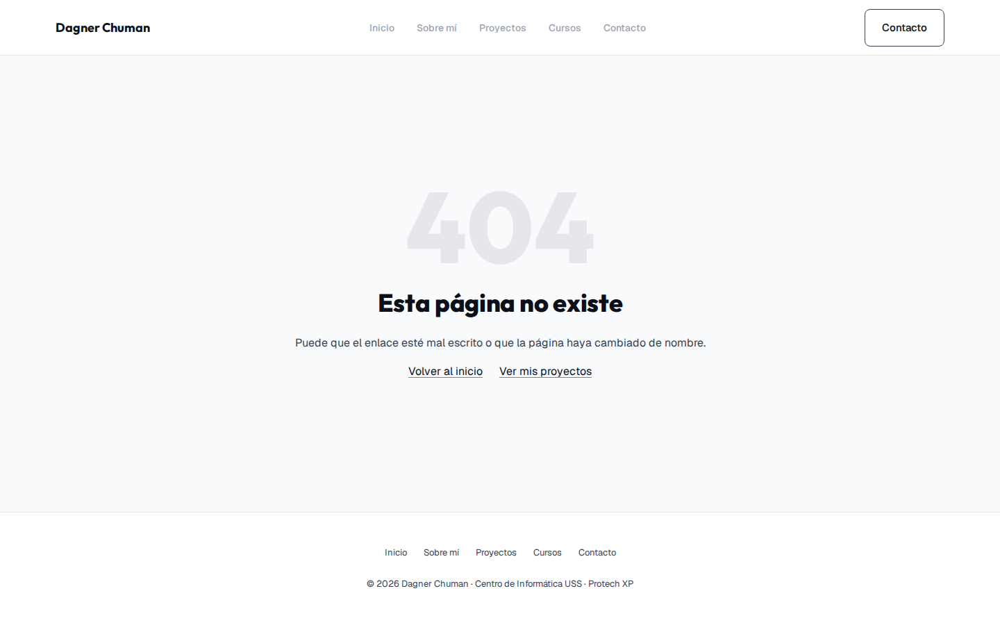 Dagner Chuman
Inicio Sobre mí Proyectos Cursos Contacto
Contacto
404
Esta página no existe
Puede que el enlace esté mal escrito o que la página haya cambiado de nombre.
Volver al inicio Ver mis proyectos
Inicio Sobre mí Proyectos Cursos Contacto
© 2026 Dagner Chuman · Centro de Informática USS · Protech XP